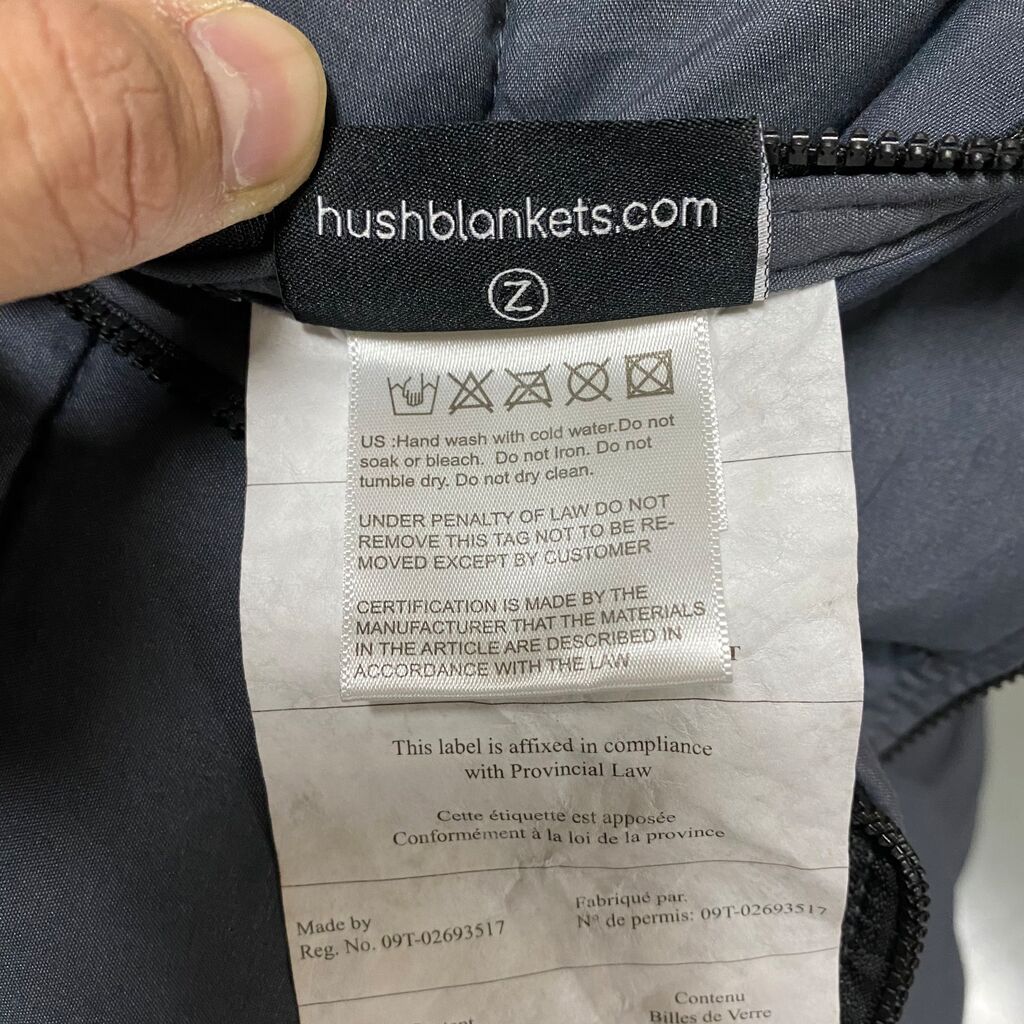 hushblankets.com
Z
US :Hand wash with cold water.Do not
soak or bleach. Do not Iron. Do not
tumble dry. Do not dry clean.
UNDER PENALTY OF LAW DO NOT
REMOVE THIS TAG NOT TO BE RE-
MOVED EXCEPT BY CUSTOMER
CERTIFICATION IS MADE BY THE
MANUFACTURER THAT THE MATERIALS
IN THE ARTICLE ARE DESCRIBED IN
ACCORDANCE WITH THE LAW
T
This label is affixed in compliance
with Provincial Law
Cette étiquette est apposée
Conformément à la loi de la province
Made by
Reg. No. 09T-02693517
Fabriqué par.
Nº de permis: 09T-02693517
Contenu
Billes de Verre